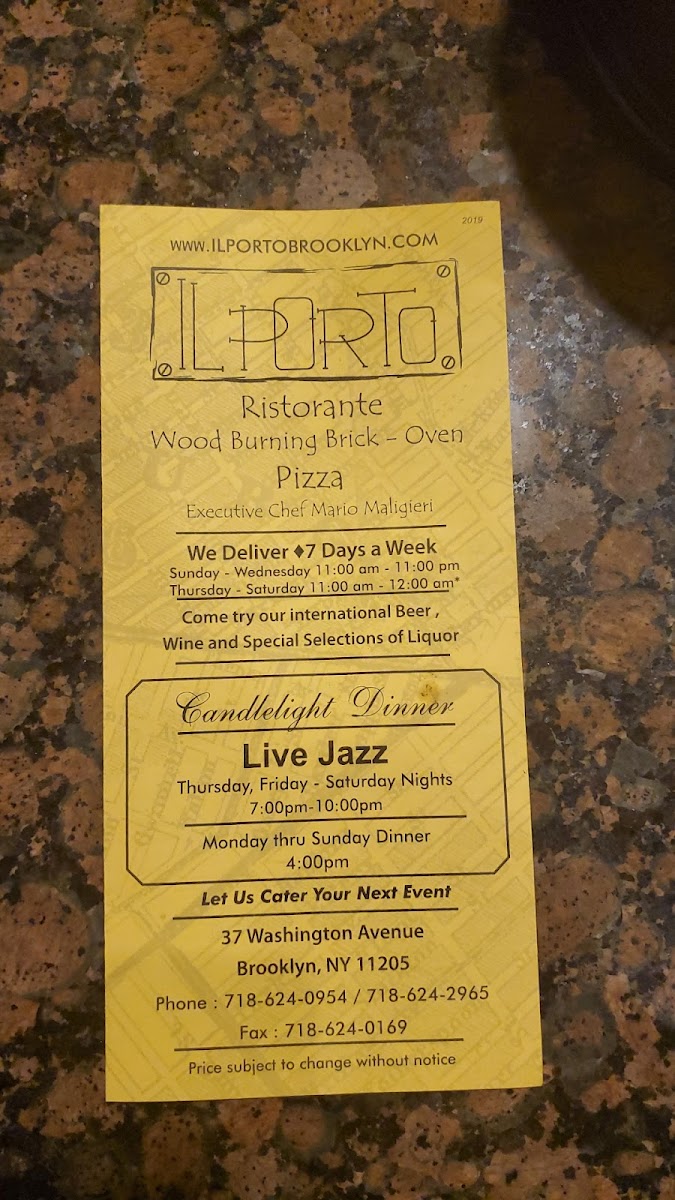 2019
www.ILPORTOBROOKLYN.COM
IL PORTO
Ristorante
Wood Burning Brick - Oven
Pizza
Executive Chef Mario Maligieri
We Deliver ♦7 Days a Week
Sunday - Wednesday 11:00 am - 11:00 pm
Thursday - Saturday 11:00 am - 12:00 am*
Come try our international Beer ,
Wine and Special Selections of Liquor
Candlelight Dinner
Live Jazz
Thursday, Friday - Saturday Nights
7:00pm-10:00pm
Monday thru Sunday Dinner
4:00pm
Let Us Cater Your Next Event
37 Washington Avenue
Brooklyn, NY 11205
Phone : 718-624-0954 / 718-624-2965
Fax : 718-624-0169
Price subject to change without notice